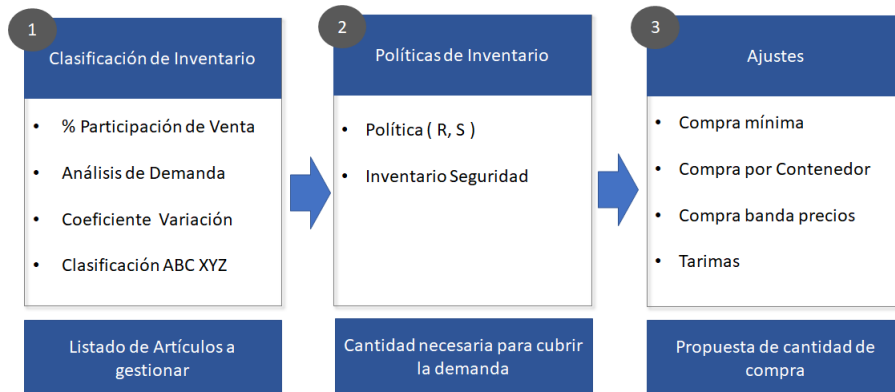 1
Clasificación de Inventario
• % Participación de Venta
• Análisis de Demanda
• Coeficiente Variación
• Clasificación ABC XYZ
Listado de Artículos a
gestionar
2
Políticas de Inventario
• Política ( R, S )
• Inventario Seguridad
Cantidad necesaria para cubrir
la demanda
3
Ajustes
• Compra mínima
• Compra por Contenedor
• Compra banda precios
• Tarimas
Propuesta de cantidad de
compra